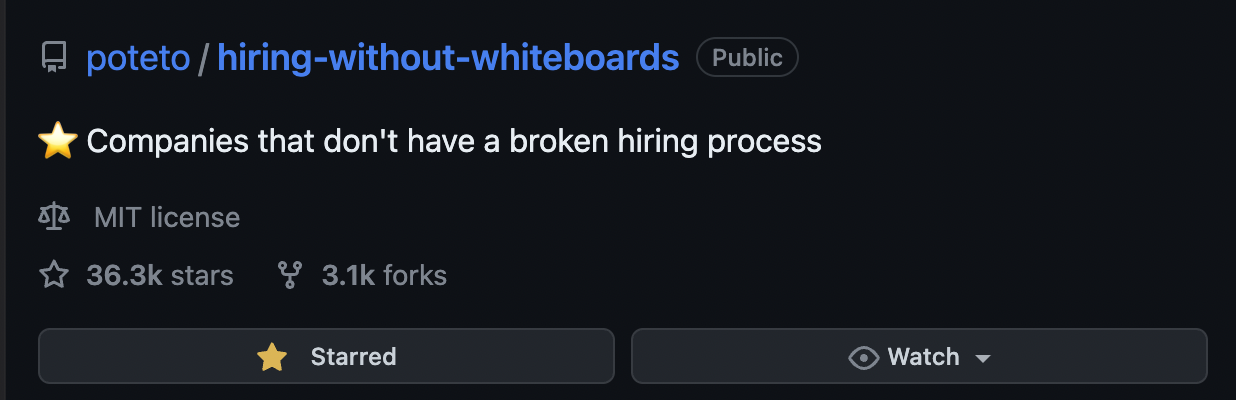 poteto / hiring-without-whiteboards Public
⭐ Companies that don't have a broken hiring process
MIT license
36.3k stars 3.1k forks
Starred Watch